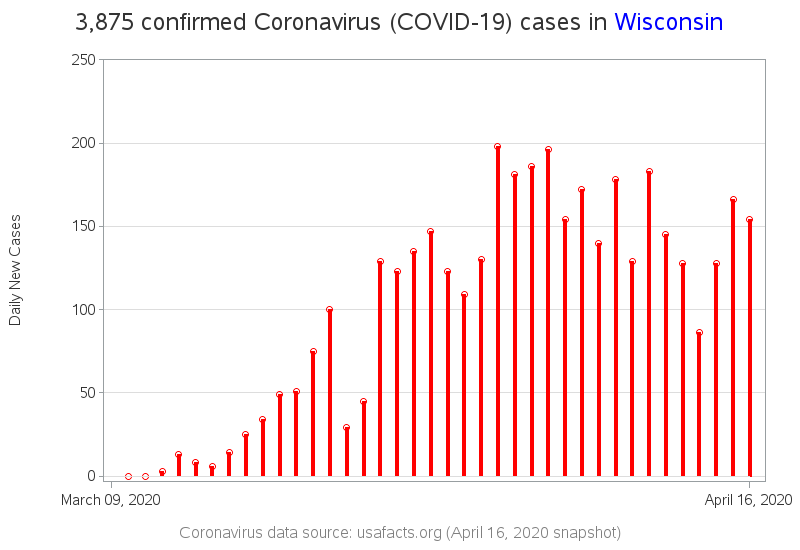 3,875 confirmed Coronavirus (COVID-19) cases in Wisconsin
250
200
150
100
50
0
Daily New Cases
March 09, 2020
April 16, 2020
Coronavirus data source: usafacts.org (April 16, 2020 snapshot)